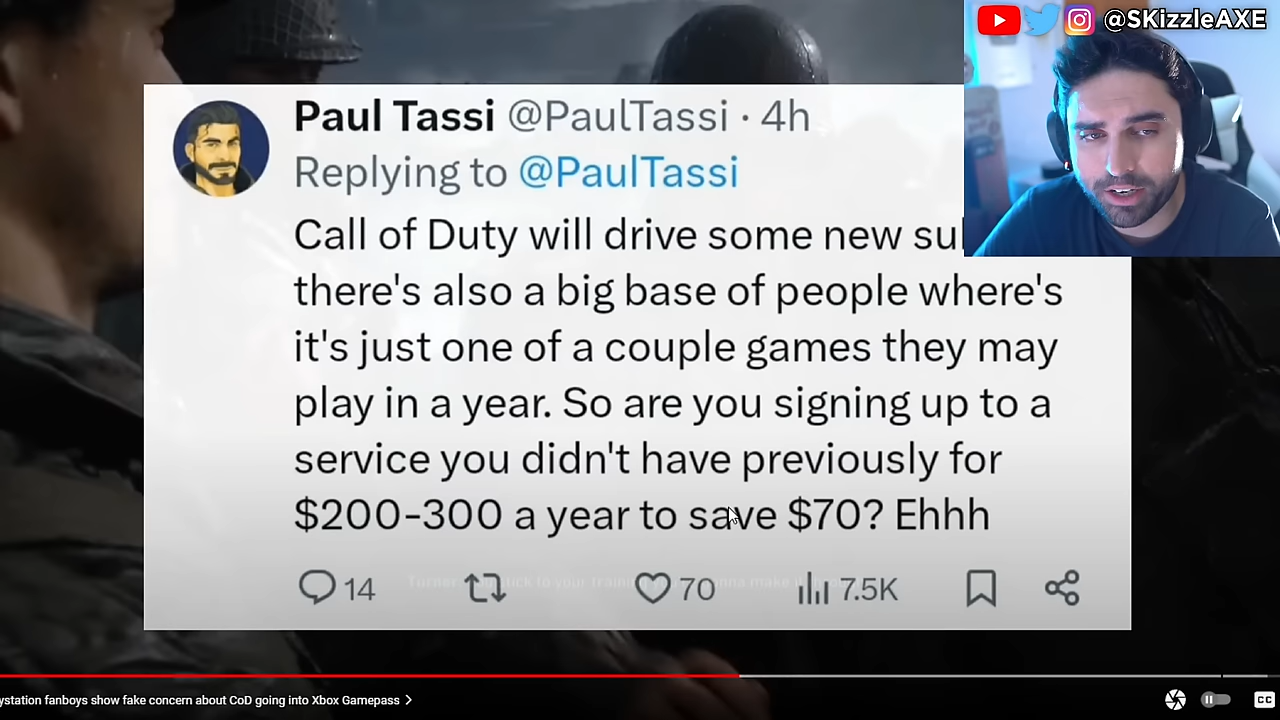 @SKizzleAXE
Paul Tassi @PaulTassi · 4h
Replying to @PaulTassi
Call of Duty will drive some new su
there's also a big base of people where's
it's just one of a couple games they may
play in a year. So are you signing up to a
service you didn't have previously for
$200-300 a year to save $70? Ehhh
14 70 7.5K
ystation fanboys show fake concern about CoD going into Xbox Gamepass >
CC